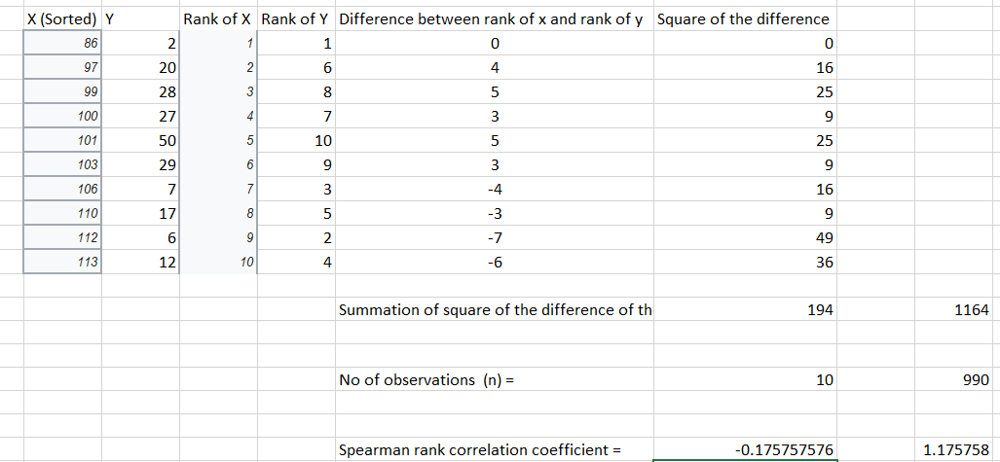 X (Sorted) Y Rank of X Rank of Y Difference between rank of x and rank of y Square of the difference
86 2 1 1 0 0
97 20 2 6 4 16
99 28 3 8 5 25
100 27 4 7 3 9
101 50 5 10 5 25
103 29 6 9 3 9
106 7 7 3 -4 16
110 17 8 5 -3 9
112 6 9 2 -7 49
113 12 10 4 -6 36
Summation of square of the difference of th 194 1164
No of observations (n) = 10 990
Spearman rank correlation coefficient = -0.175757576 1.175758